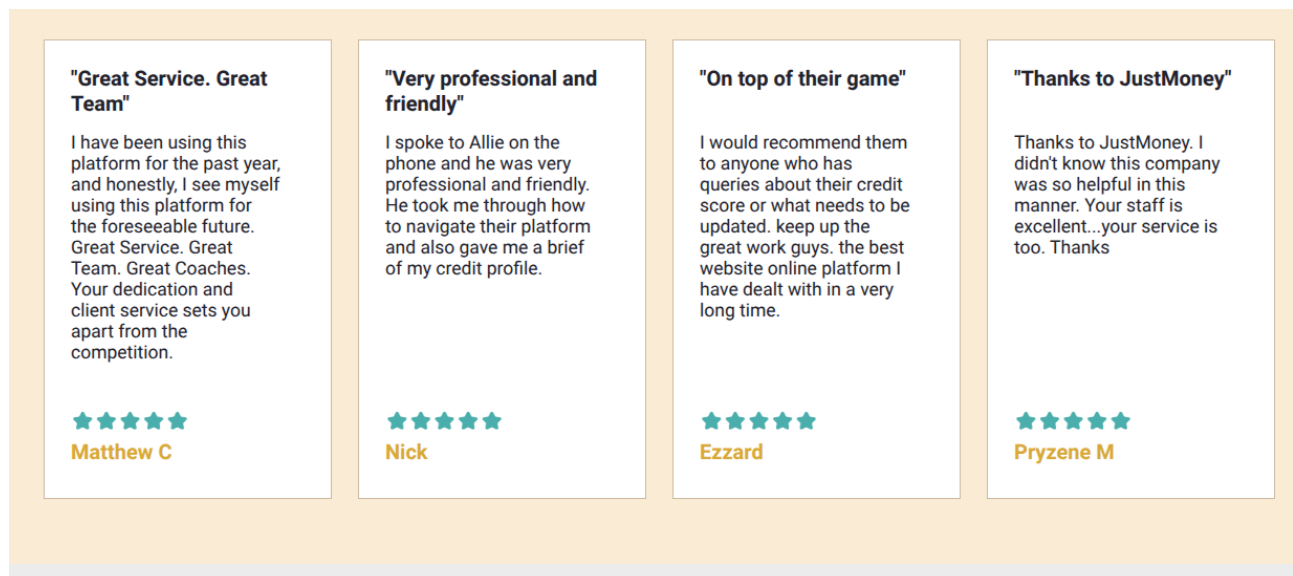 "Great Service. Great
Team"
I have been using this
platform for the past year,
and honestly, I see myself
using this platform for
the foreseeable future.
Great Service. Great
Team. Great Coaches.
Your dedication and
client service sets you
apart from the
competition.
Matthew C
"Very professional and
friendly"
I spoke to Allie on the
phone and he was very
professional and friendly.
He took me through how
to navigate their platform
and also gave me a brief
of my credit profile.
Nick
"On top of their game"
I would recommend them
to anyone who has
queries about their credit
score or what needs to be
updated. keep up the
great work guys. the best
website online platform I
have dealt with in a very
long time.
Ezzard
"Thanks to JustMoney"
Thanks to JustMoney. I
didn't know this company
was so helpful in this
manner. Your staff is
excellent...your service is
too. Thanks
Pryzene M